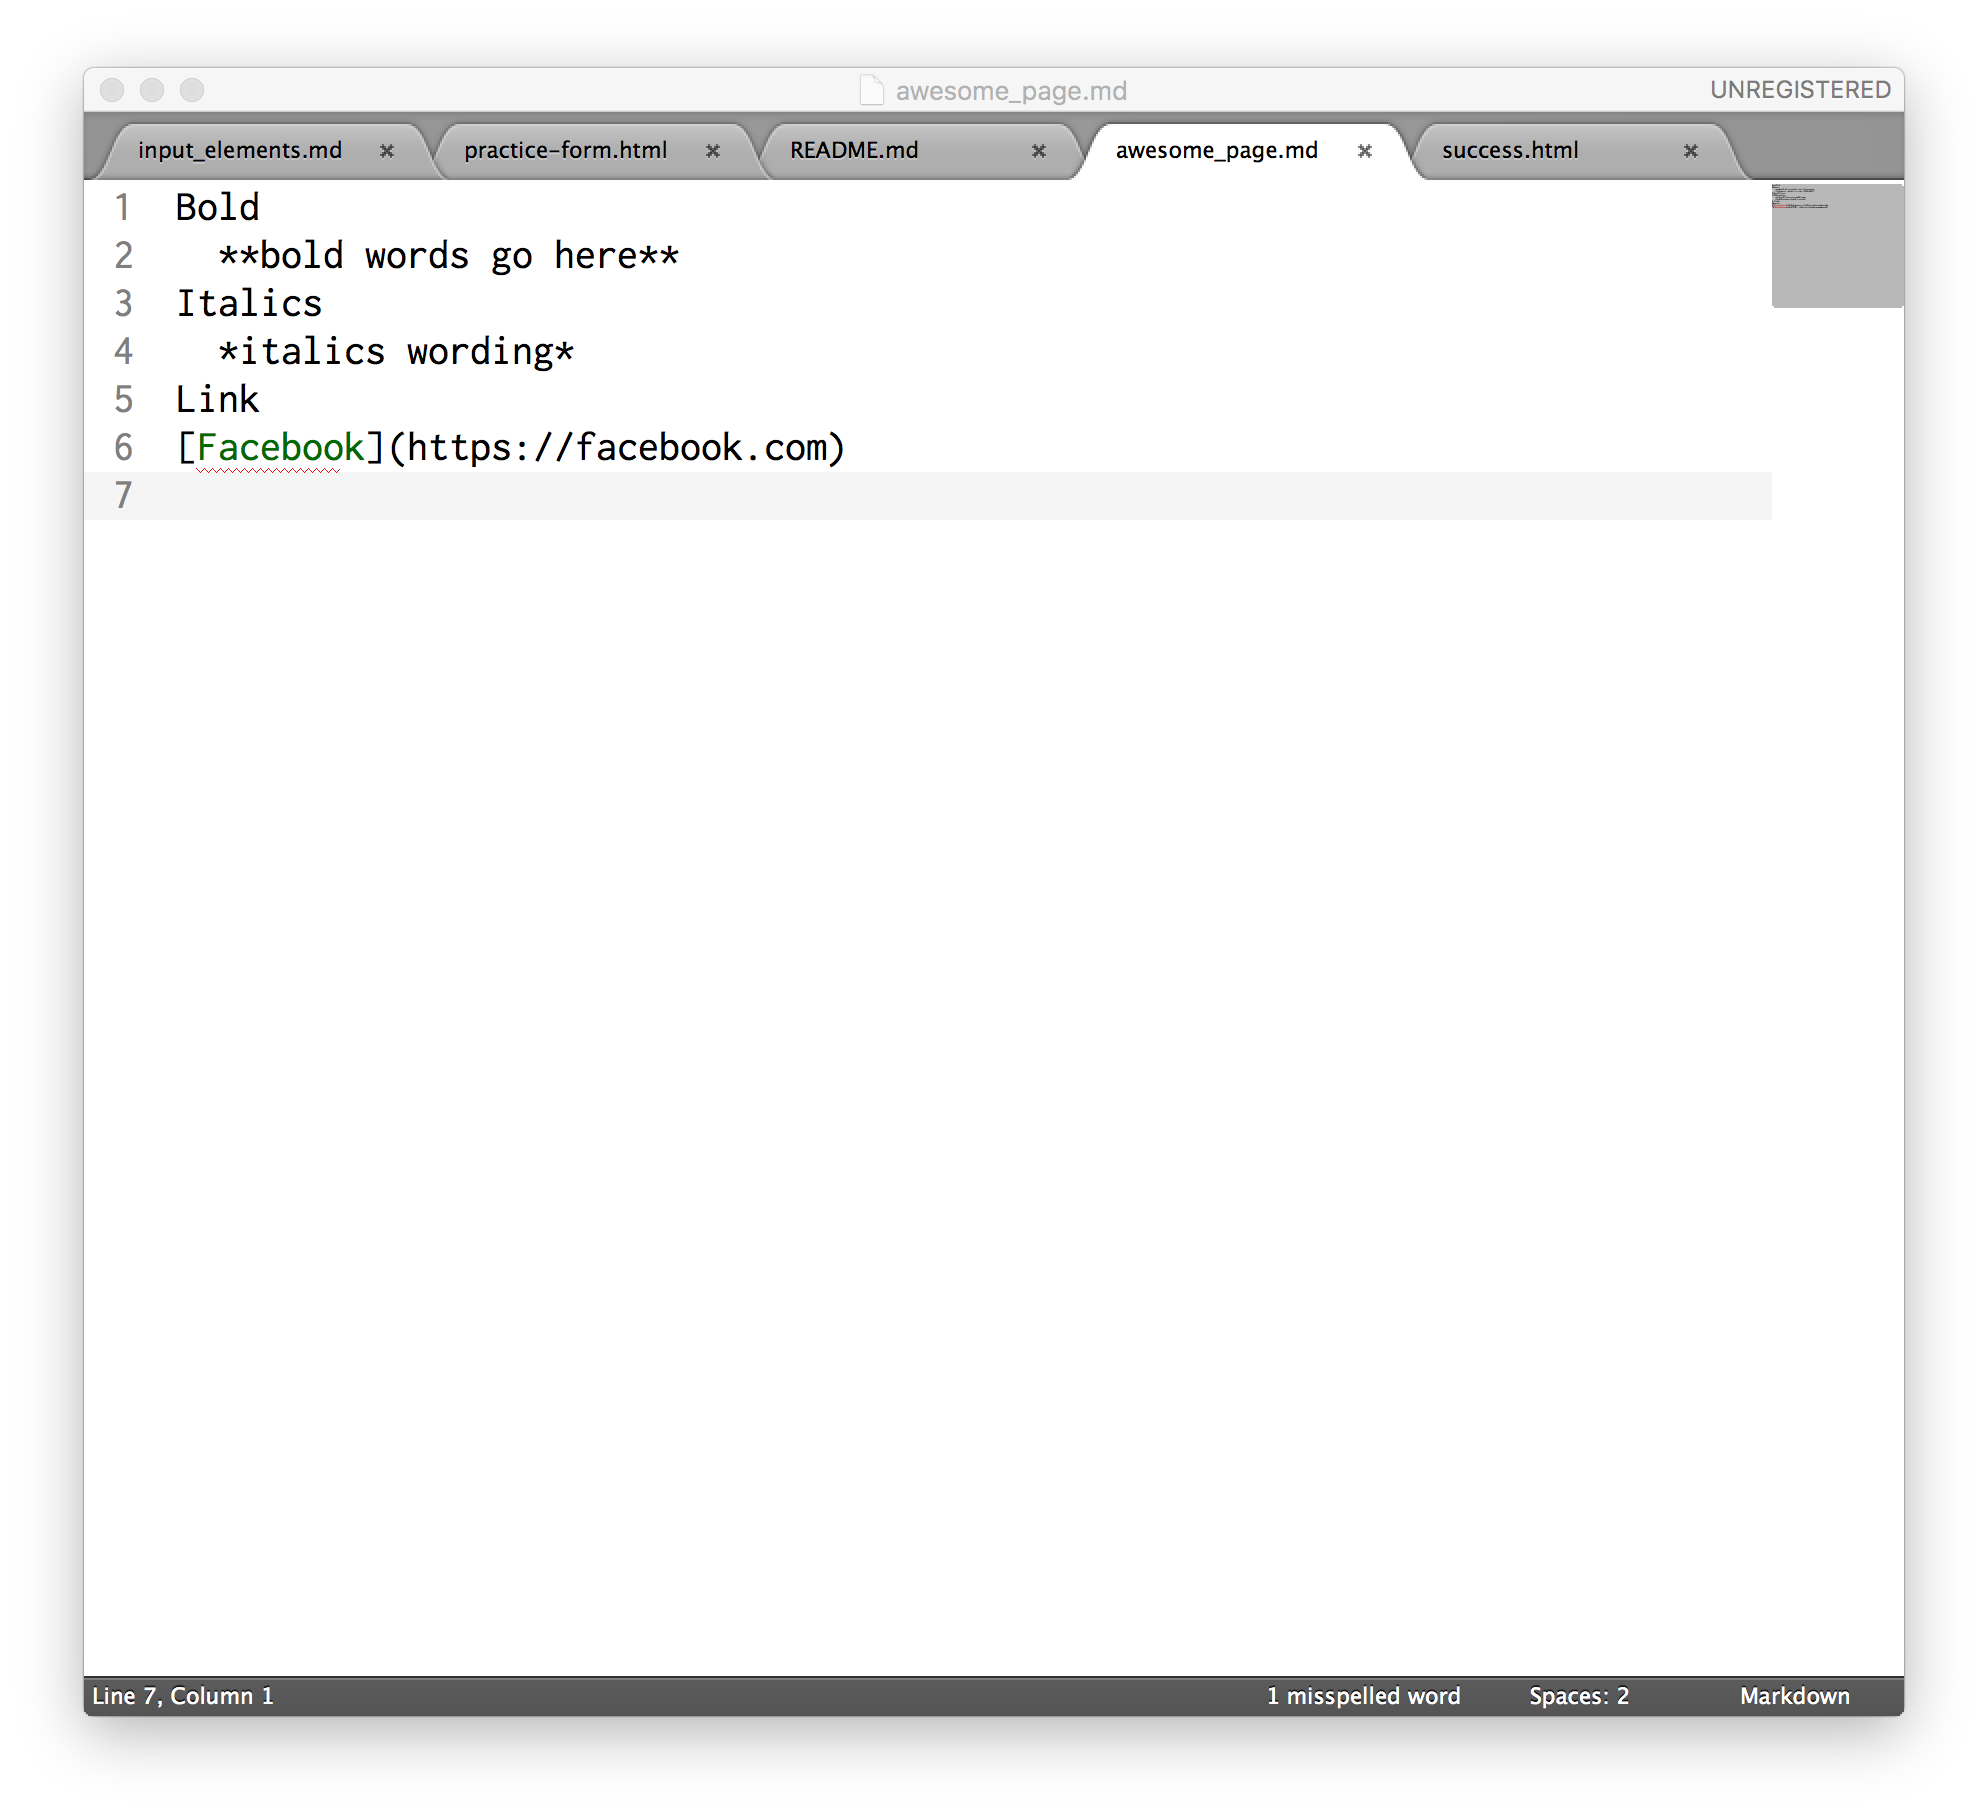 awesome_page.md
UNREGISTERED
input_elements.md
practice-form.html
README.md
awesome_page.md
success.html
1 Bold
2   **bold words go here**
3 Italics
4   *italics wording*
5 Link
6 [Facebook](https://facebook.com)
7
Line 7, Column 1
1 misspelled word
Spaces: 2
Markdown